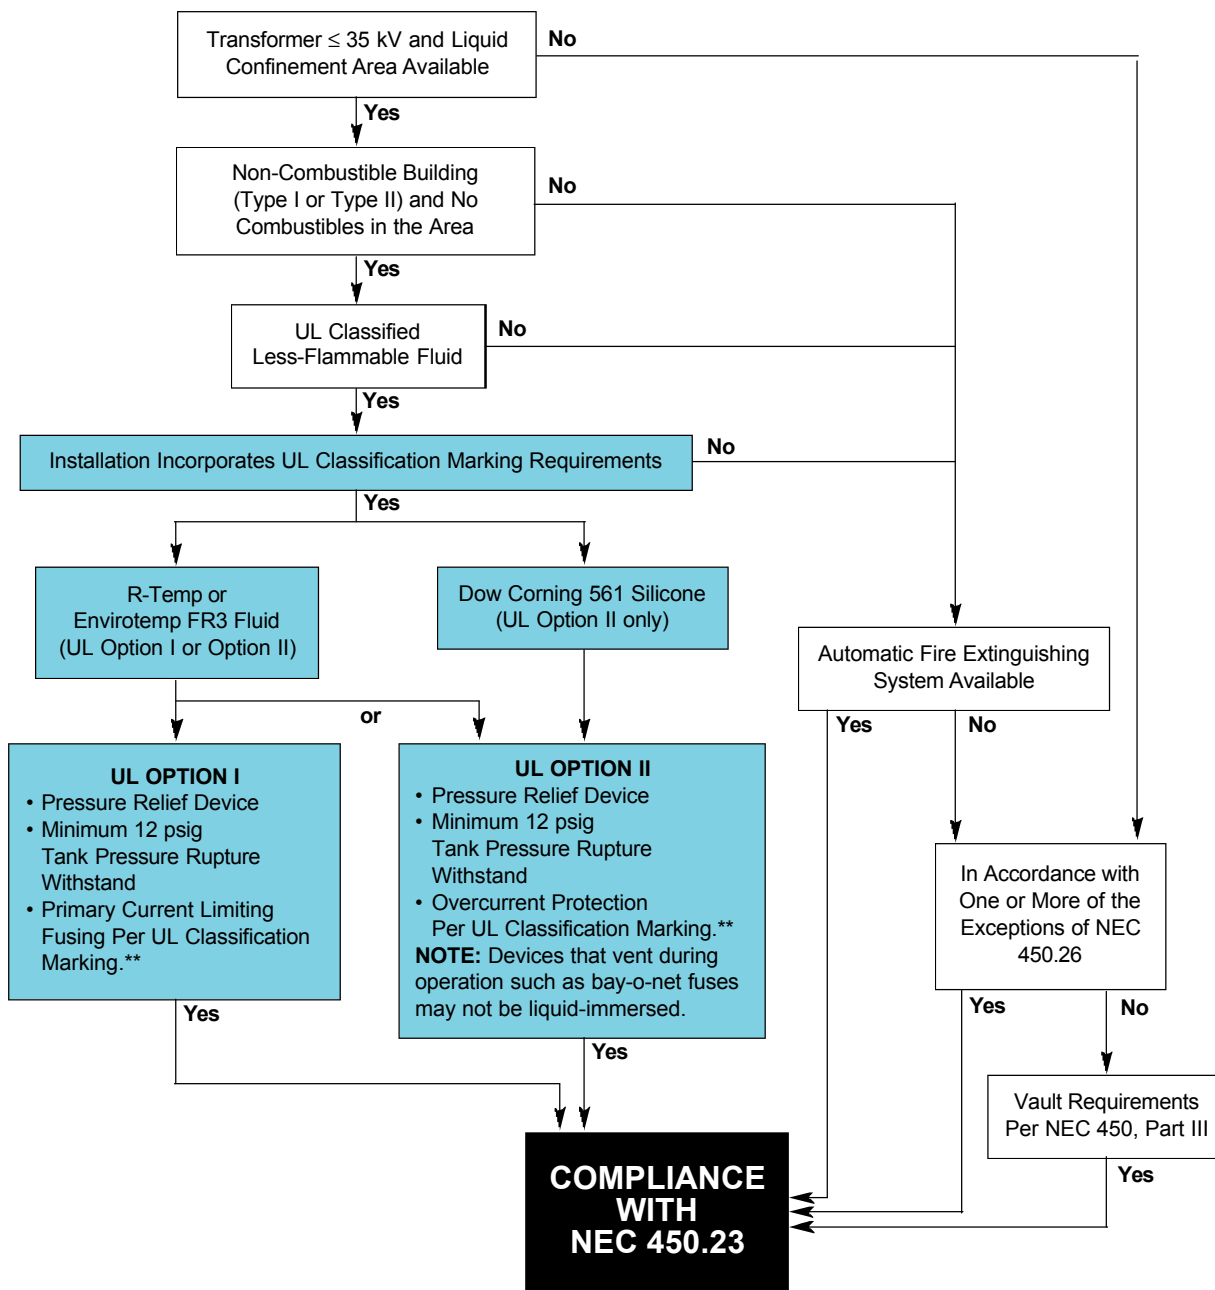 Transformer ≤ 35 kV and Liquid
Confinement Area Available
No
Yes
Non-Combustible Building
(Type I or Type II) and No
Combustibles in the Area
No
Yes
UL Classified
Less-Flammable Fluid
No
Yes
Installation Incorporates UL Classification Marking Requirements
No
Yes
R-Temp or
Envirotemp FR3 Fluid
(UL Option I or Option II)
Dow Corning 561 Silicone
(UL Option II only)
Automatic Fire Extinguishing
System Available
or
Yes
No
UL OPTION I
• Pressure Relief Device
• Minimum 12 psig
Tank Pressure Rupture
Withstand
• Primary Current Limiting
Fusing Per UL Classification
Marking.**
Yes
UL OPTION II
• Pressure Relief Device
• Minimum 12 psig
Tank Pressure Rupture
Withstand
• Overcurrent Protection
Per UL Classification Marking.**
NOTE: Devices that vent during
operation such as bay-o-net fuses
may not be liquid-immersed.
Yes
In Accordance with
One or More of the
Exceptions of NEC
450.26
Yes
No
Vault Requirements
Per NEC 450, Part III
Yes
COMPLIANCE
WITH
NEC 450.23